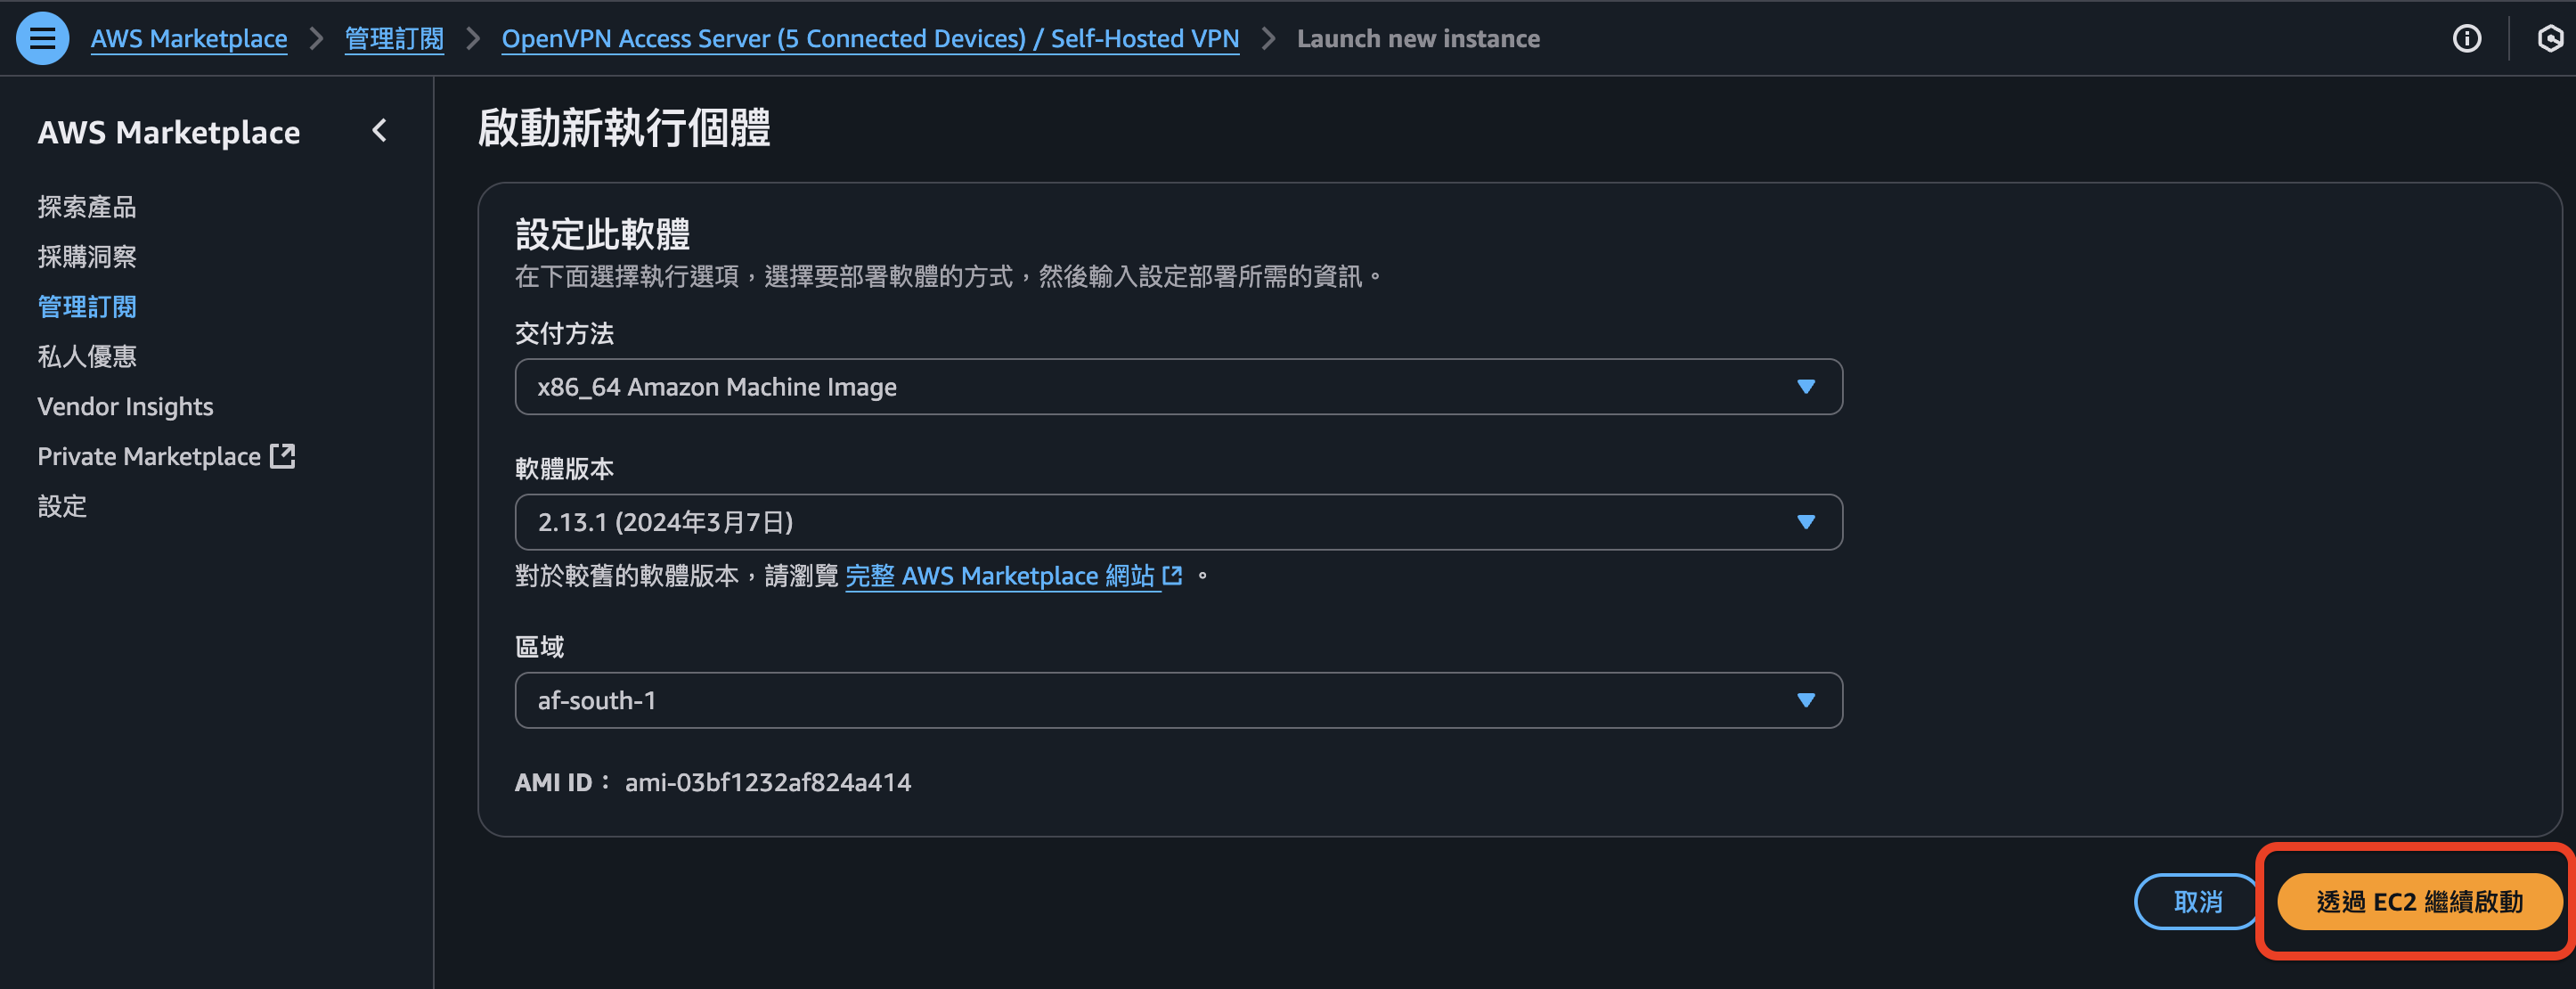 AWS Marketplace > 管理訂閱 > OpenVPN Access Server (5 Connected Devices) / Self-Hosted VPN > Launch new instance
AWS Marketplace
探索產品
採購洞察
管理訂閱
私人優惠
Vendor Insights
Private Marketplace
設定
啟動新執行個體
設定此軟體
在下面選擇執行選項，選擇要部署軟體的方式，然後輸入設定部署所需的資訊。
交付方法
x86_64 Amazon Machine Image
軟體版本
2.13.1 (2024年3月7日)
對於較舊的軟體版本，請瀏覽 完整 AWS Marketplace 網站 。
區域
af-south-1
AMI ID： ami-03bf1232af824a414
取消
透過 EC2 繼續啟動